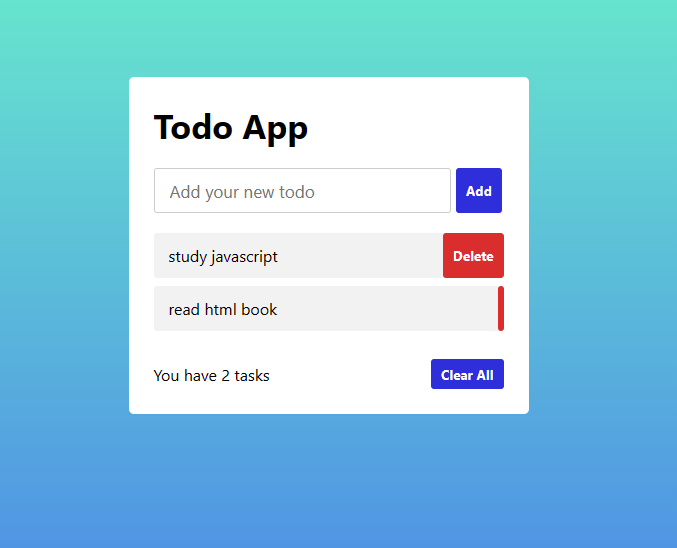 Todo App
Add your new todo Add
study javascript Delete
read html book
You have 2 tasks Clear All